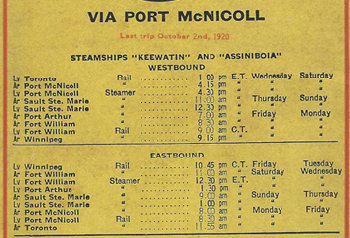 VIA PORT McNICOLL
Last trip October 2nd, 1920
STEAMSHIPS "KEEWATIN" AND "ASSINIBOIA"
WESTBOUND
Lv Toronto Rail 1.00 pm E.T. Wednesday Saturday
Ar Port McNicoll " 4.15 pm " "
Lv Port McNicoll Steamer 4.30 pm " "
Ar Sault Ste. Marie " 11.00 am " Thursday Sunday
Lv Sault Ste. Marie " 12.30 pm " " "
Ar Port Arthur " 7.00 am " Friday Monday
Ar Fort William " 8.30 am " " "
Lv Fort William Rail 9.00 am C.T. " "
Ar Winnipeg " 9.15 pm " " "
EASTBOUND
Lv Winnipeg Rail 10.45 pm C.T. Friday Tuesday
Ar Fort William " 11.00 am " Saturday Wednesday
Lv Fort William Steamer 12.30 pm E.T. " "
Lv Port Arthur " 1.30 pm " " "
Ar Sault Ste. Marie " 9.00 am " Sunday Thursday
Lv Sault Ste. Marie " 1.00 pm " " "
Ar Port McNicoll " 8.00 am " Monday Friday
Lv Port McNicoll Rail 8.30 am " " "
Ar Toronto " 11.55 am " " "